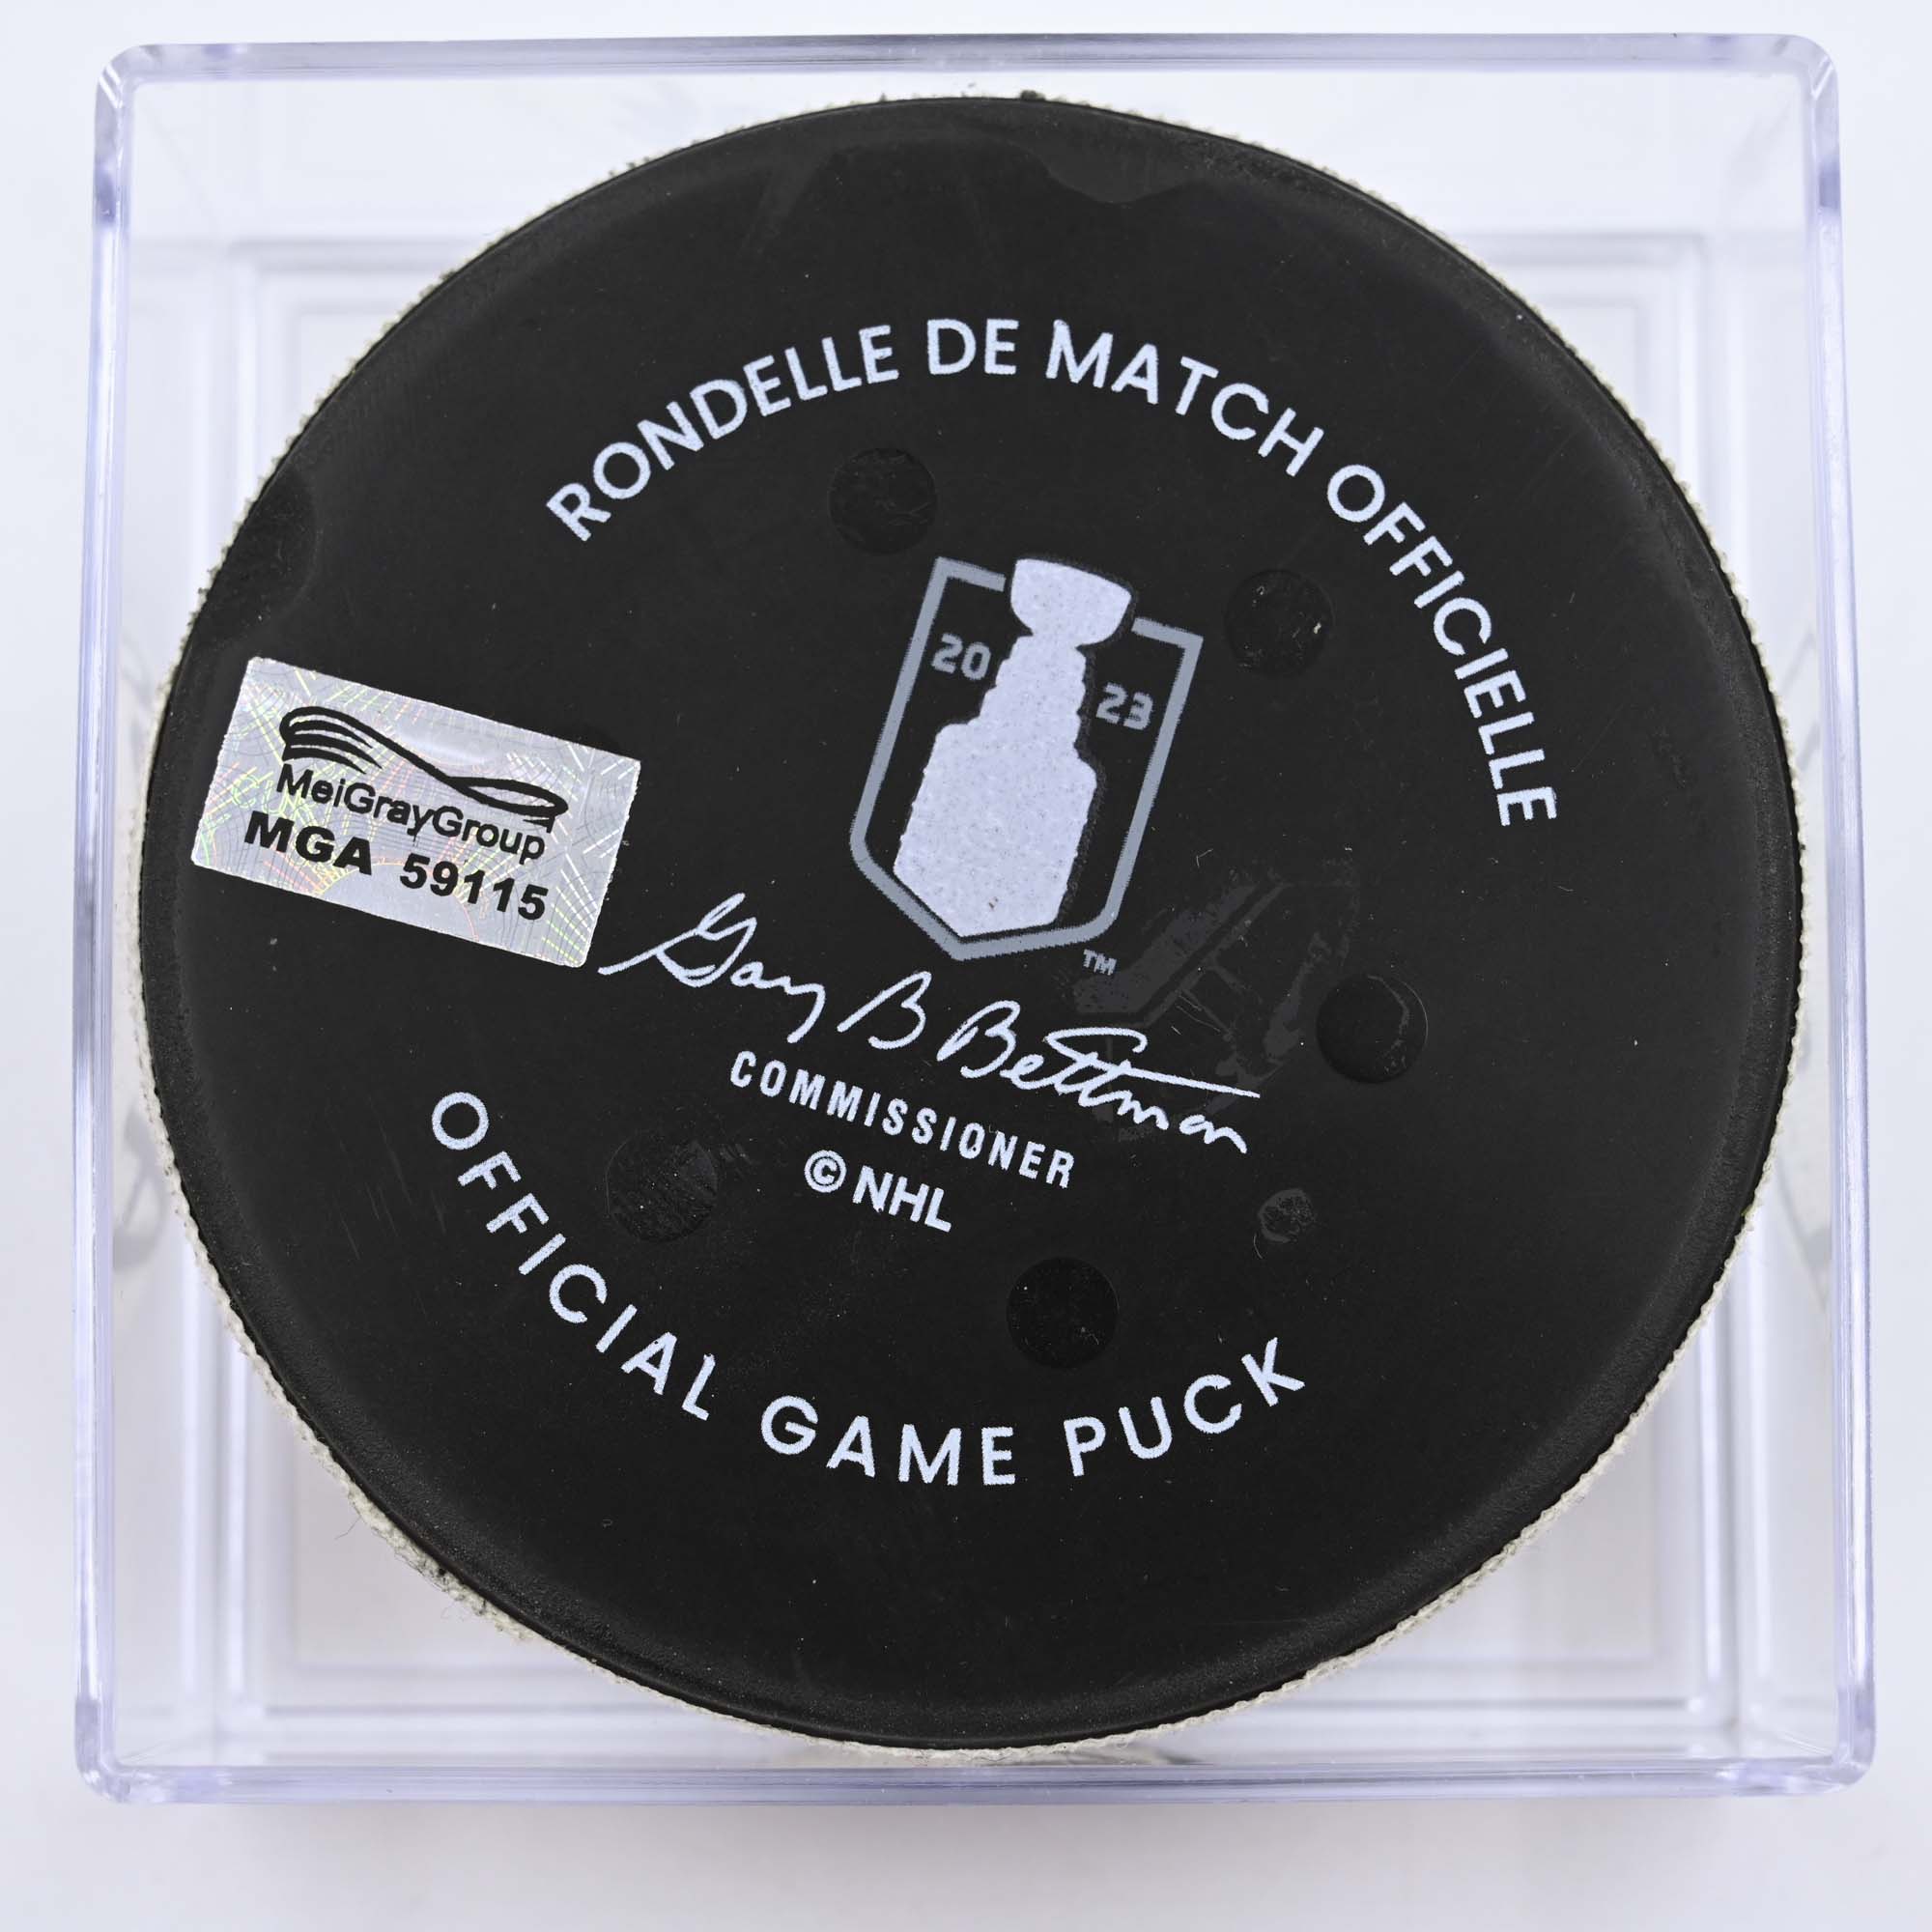 RONDELLE DE MATCH OFFICIELLE
20 23
MeiGrayGroup
MGA 59115
TM
Gary B Bettman
COMMISSIONER
©NHL
OFFICIAL GAME PUCK